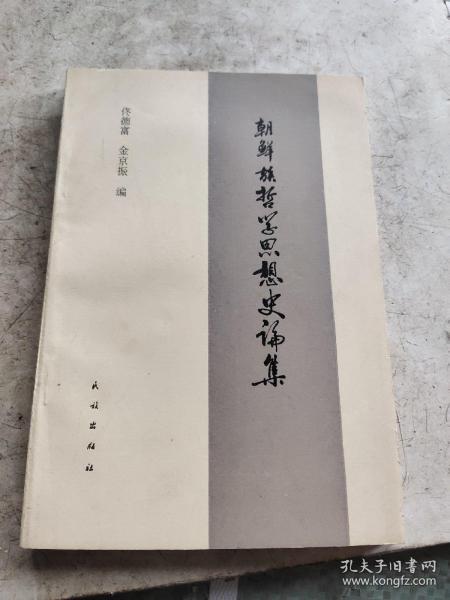 朝鲜族哲学思想史论集
佟德富 金京振 编
民族出版社
孔夫子旧书网
www.kongfz.com